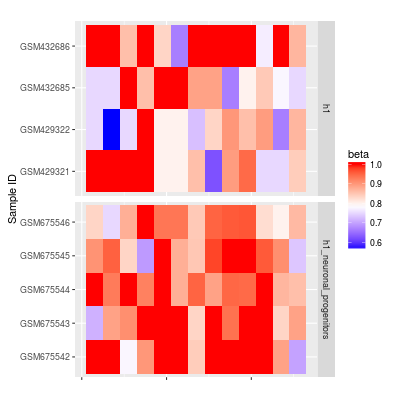 GSM432686
GSM432685
GSM429322
GSM429321
h1
GSM675546
GSM675545
GSM675544
GSM675543
GSM675542
h1_neuronal_progenitors
Sample ID
beta
1.0
0.9
0.8
0.7
0.6